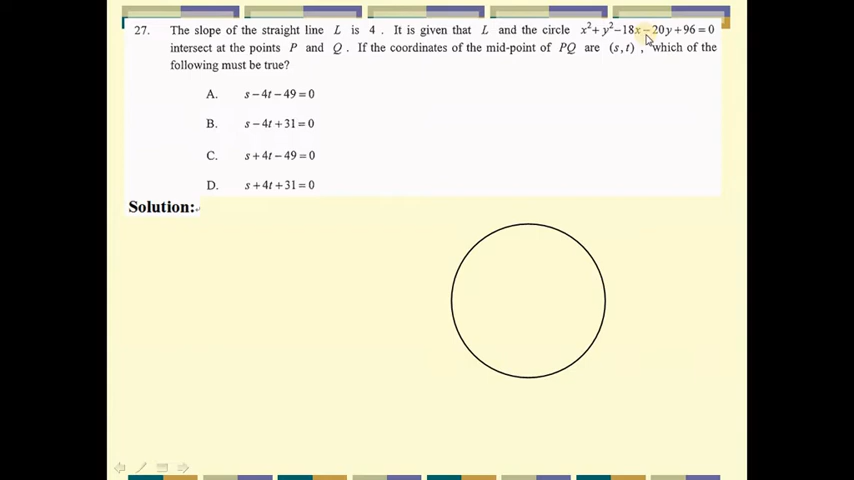 27. The slope of the straight line L is 4 . It is given that L and the circle x²+ y²−18x−20y+96=0
intersect at the points P and Q . If the coordinates of the mid-point of PQ are (s,t) , which of the
following must be true?
A. s−4t−49=0
B. s−4t+31=0
C. s+4t−49=0
D. s+4t+31=0
Solution: